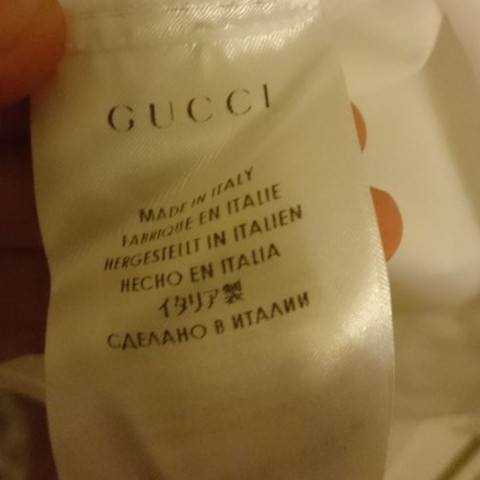 GUCCI
MADE IN ITALY
FABRIQUE EN ITALIE
HERGESTELLT IN ITALIEN
HECHO EN ITALIA
イタリア製
СДЕЛАНО В ИТАЛИИ